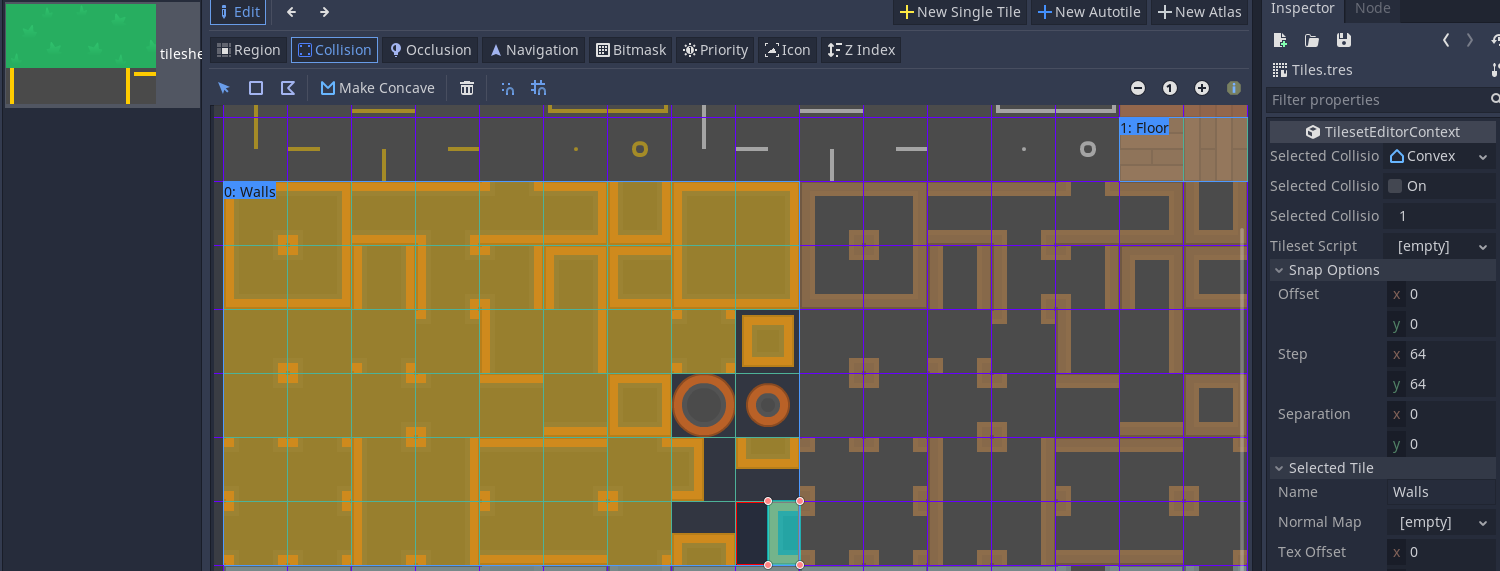 Edit
New Single Tile
New Autotile
New Atlas
Inspector
Node
tileshe
Region
Collision
Occlusion
Navigation
Bitmask
Priority
Icon
Z Index
Tiles.tres
Make Concave
1
Filter properties
1: Floor
0: Walls
TilesetEditorContext
Selected Collisio
Convex
Selected Collisio
On
Selected Collisio
1
Tileset Script
[empty]
Snap Options
Offset
x 0
y 0
Step
x 64
y 64
Separation
x 0
y 0
Selected Tile
Name
Walls
Normal Map
[empty]
Tex Offset
x 0